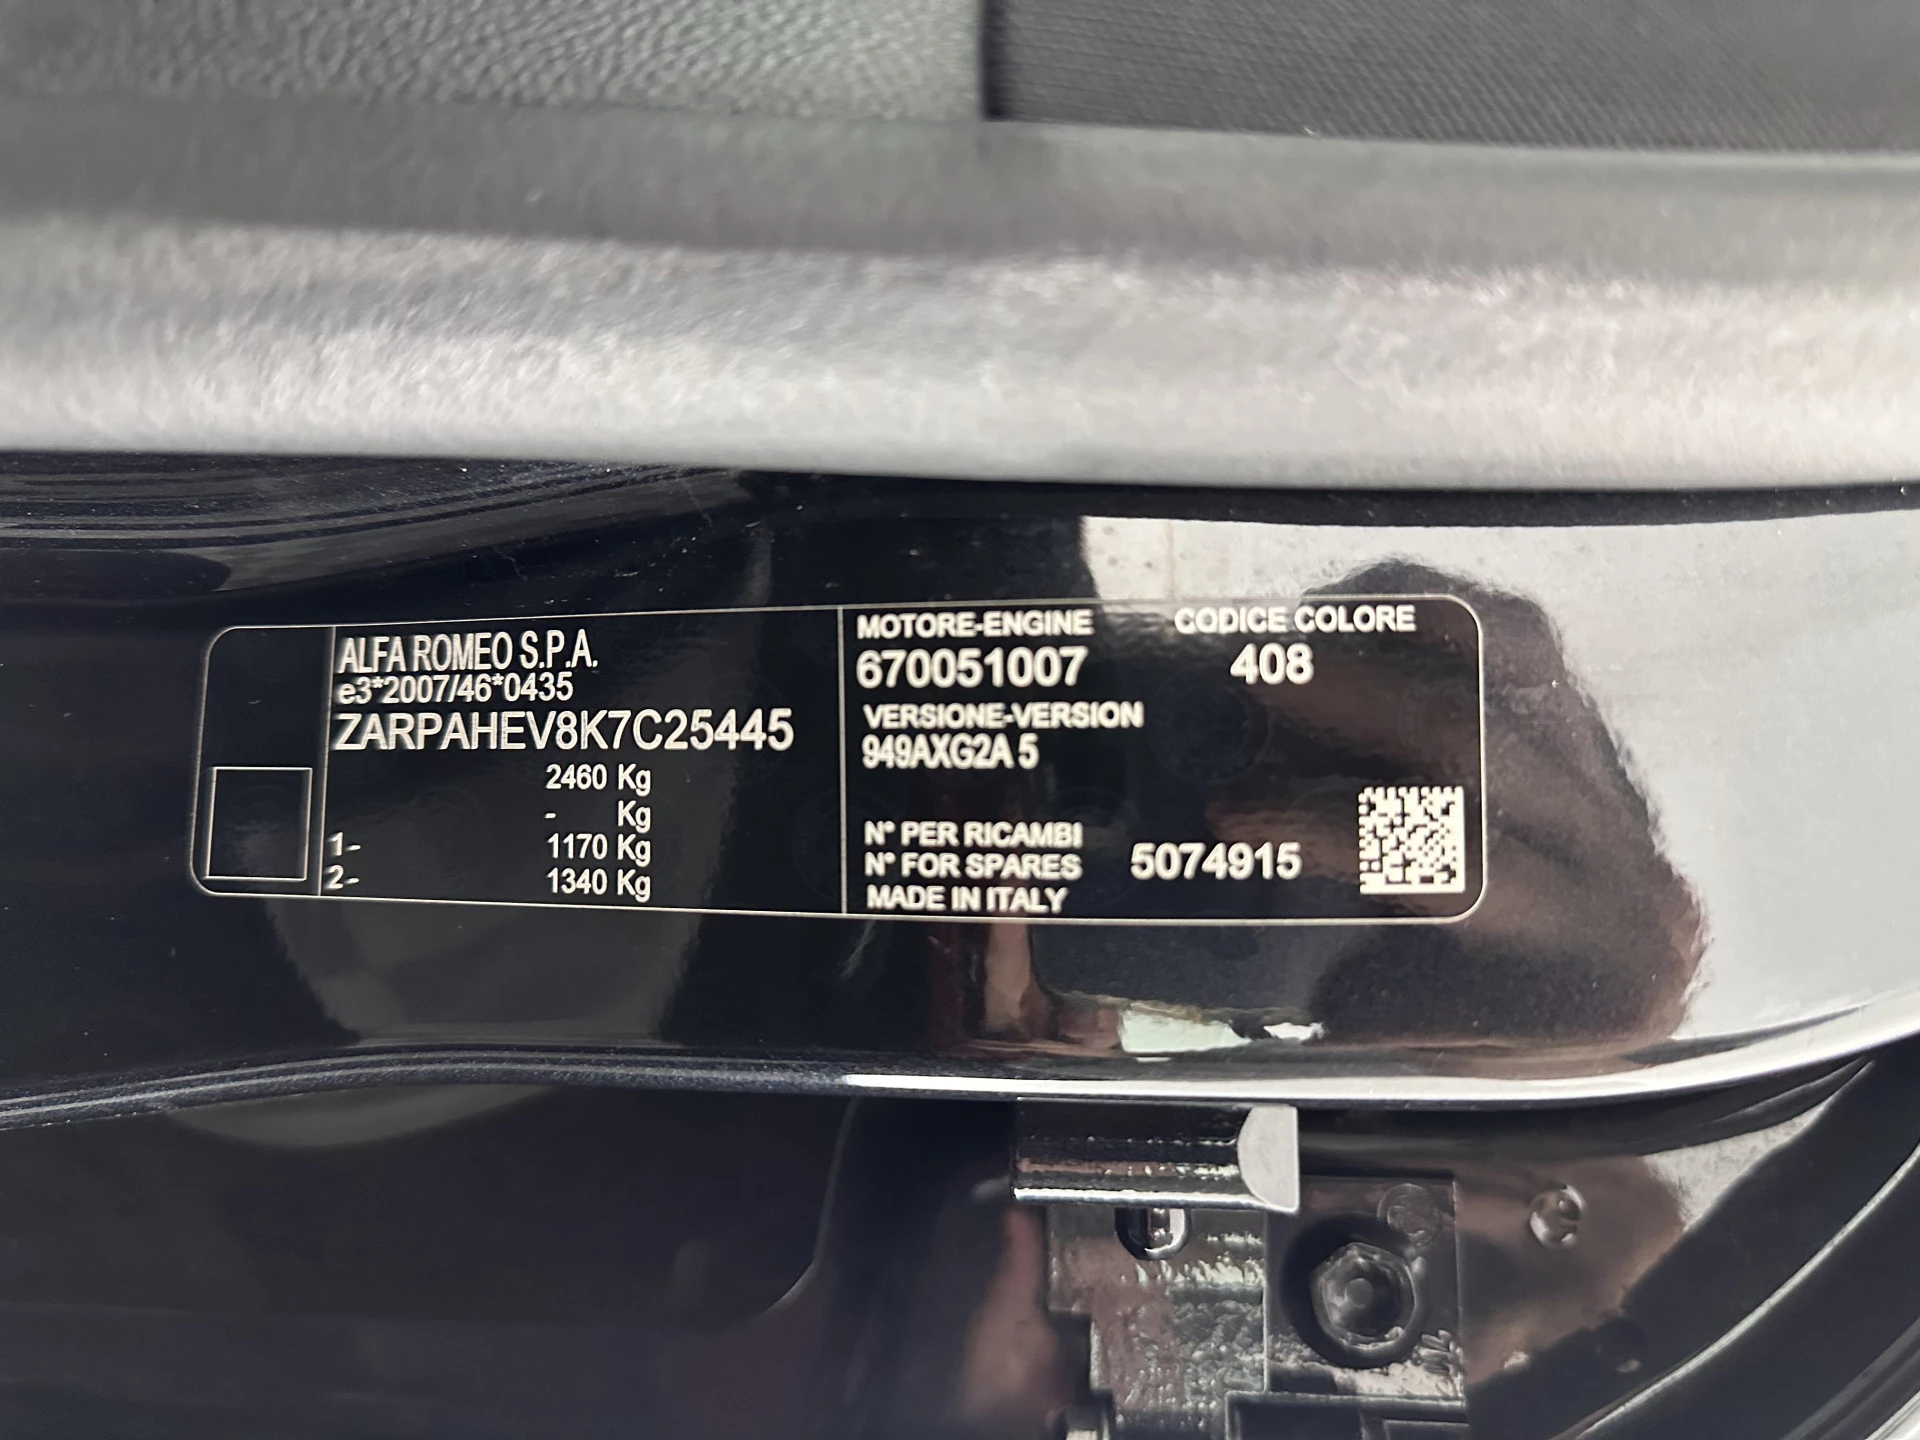 ALFA ROMEO S.P.A.
e3*2007/46*0435
ZARPAHEV8K7C25445
2460 Kg
- Kg
1- 1170 Kg
2- 1340 Kg
MOTORE-ENGINE CODICE COLORE
670051007 408
VERSIONE-VERSION
949AXG2A 5
N° PER RICAMBI
N° FOR SPARES 5074915
MADE IN ITALY